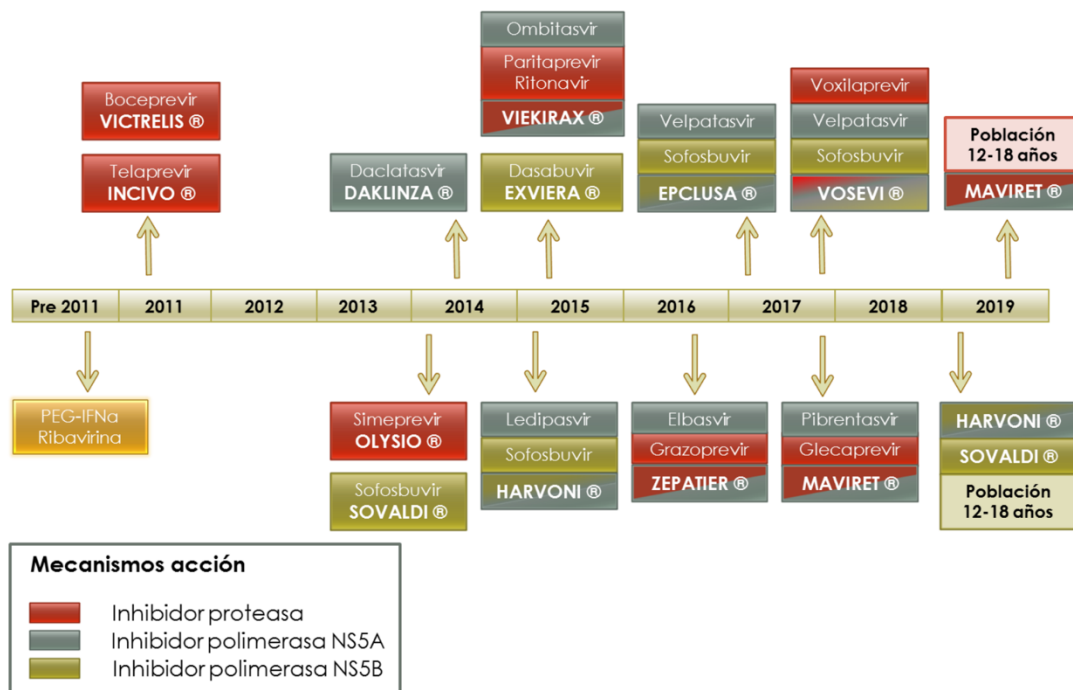 Boceprevir
VICTRELIS ®
Telaprevir
INCIVO ®
Daclatasvir
DAKLINZA ®
Ombitasvir
Paritaprevir
Ritonavir
VIEKIRAX ®
Dasabuvir
EXVIERA ®
Velpatasvir
Sofosbuvir
EPCLUSA ®
Voxilaprevir
Velpatasvir
Sofosbuvir
VOSEVI ®
Población
12-18 años
MAVIRET ®
Pre 2011
2011
2012
2013
2014
2015
2016
2017
2018
2019
PEG-IFNa
Ribavirina
Simeprevir
OLYSIO ®
Sofosbuvir
SOVALDI ®
Ledipasvir
Sofosbuvir
HARVONI ®
Elbasvir
Grazoprevir
ZEPATIER ®
Pibrentasvir
Glecaprevir
MAVIRET ®
HARVONI ®
SOVALDI ®
Población
12-18 años
Mecanismos acción
Inhibidor proteasa
Inhibidor polimerasa NS5A
Inhibidor polimerasa NS5B